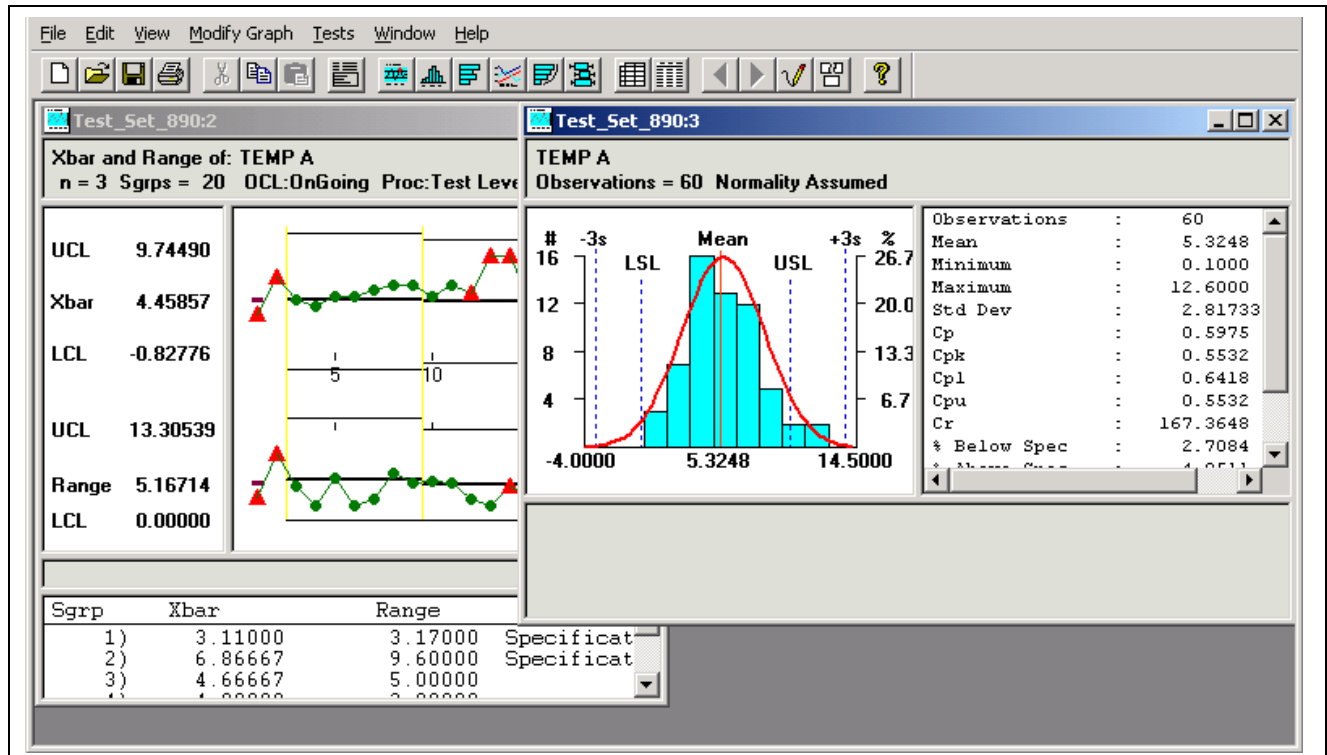 File Edit View Modify Graph Tests Window Help
Test_Set_890:2
Xbar and Range of: TEMP A
n = 3 Sgrps = 20 OCL:OnGoing Proc:Test Leve
UCL 9.74490
Xbar 4.45857
LCL -0.82776
5 10
UCL 13.30539
Range 5.16714
LCL 0.00000
Sgrp Xbar Range
1) 3.11000 3.17000 Specificat
2) 6.86667 9.60000 Specificat
3) 4.66667 5.00000
Test_Set_890:3
TEMP A
Observations = 60 Normality Assumed
# -3s Mean +3s %
16 LSL USL 26.7
12 20.0
8 13.3
4 6.7
-4.0000 5.3248 14.5000
Observations : 60
Mean : 5.3248
Minimum : 0.1000
Maximum : 12.6000
Std Dev : 2.81733
Cp : 0.5975
Cpk : 0.5532
Cpl : 0.6418
Cpu : 0.5532
Cr : 167.3648
% Below Spec : 2.7084